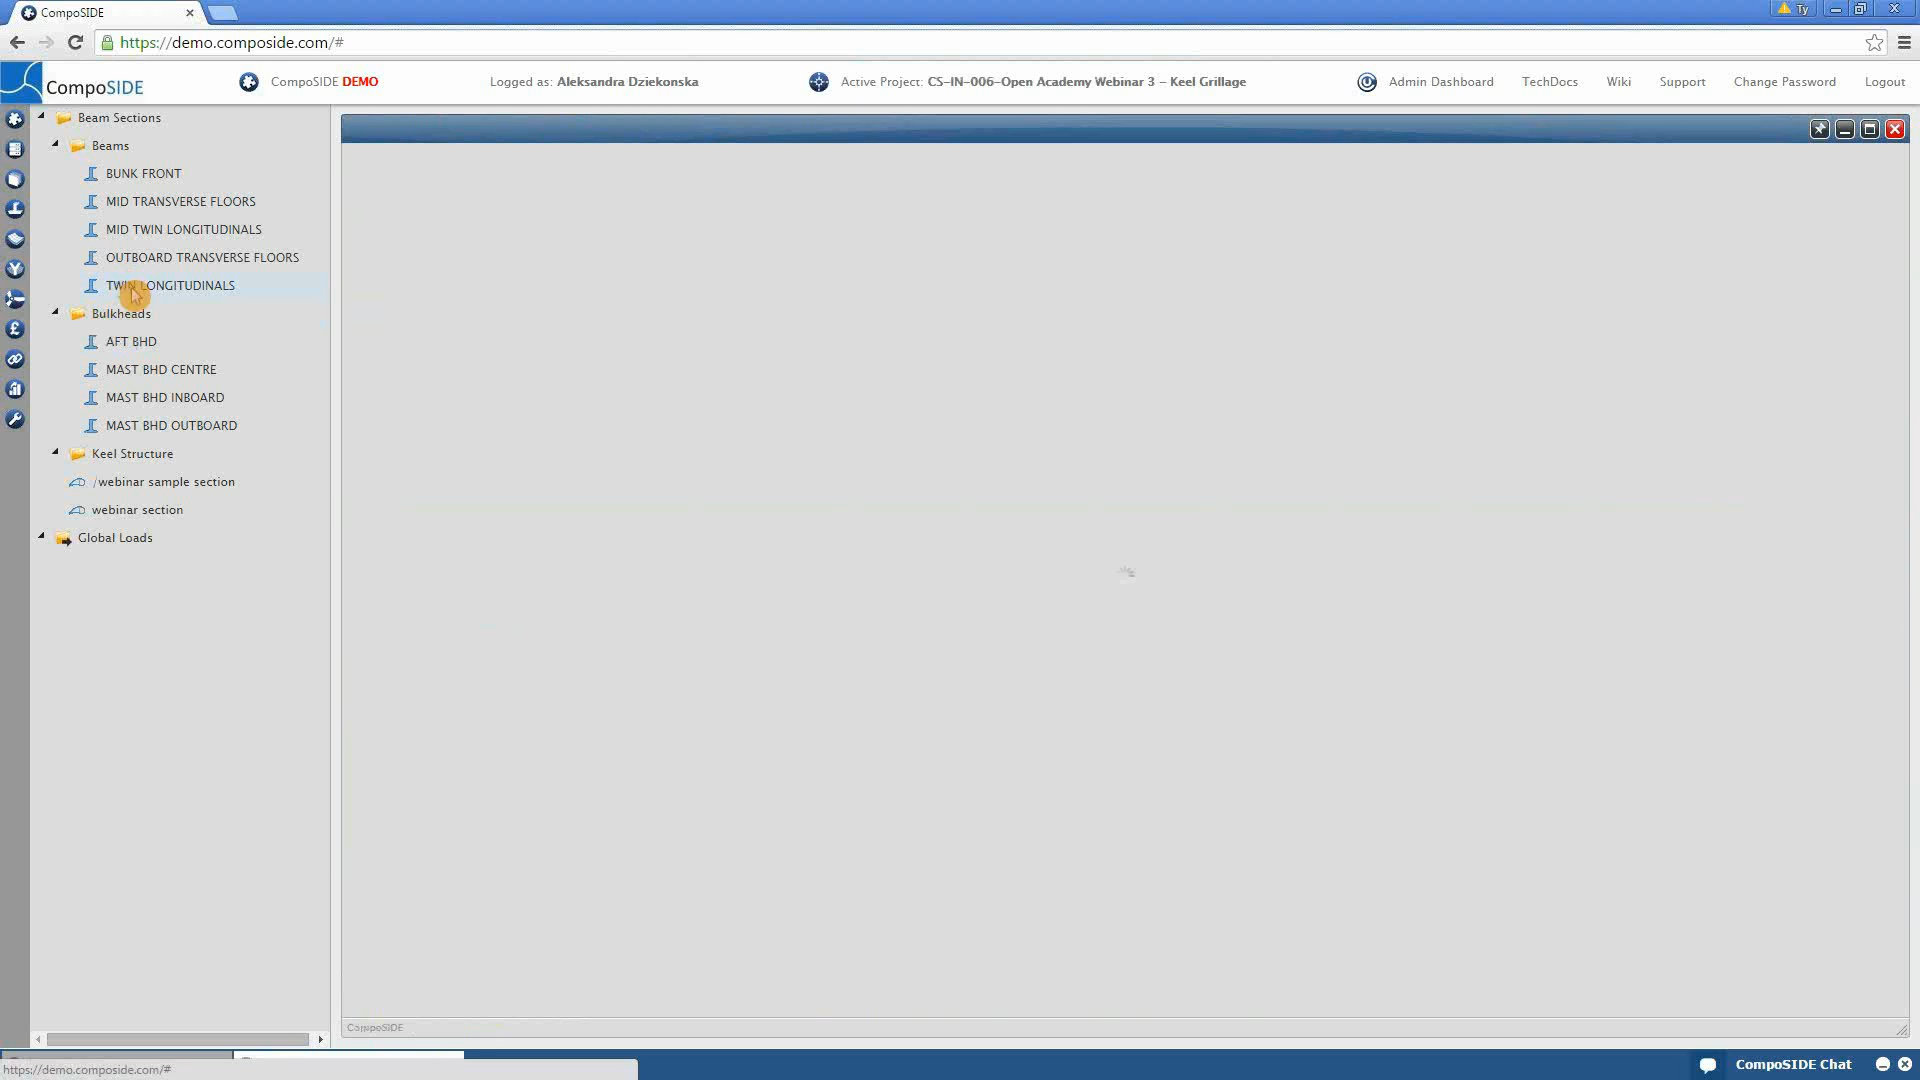 CompoSIDE
Ty
https://demo.composide.com/#
CompoSIDE
CompoSIDE DEMO
Logged as: Aleksandra Dziekonska
Active Project: CS-IN-006-Open Academy Webinar 3 - Keel Grillage
Admin Dashboard
TechDocs
Wiki
Support
Change Password
Logout
Beam Sections
Beams
BUNK FRONT
MID TRANSVERSE FLOORS
MID TWIN LONGITUDINALS
OUTBOARD TRANSVERSE FLOORS
TWIN LONGITUDINALS
Bulkheads
AFT BHD
MAST BHD CENTRE
MAST BHD INBOARD
MAST BHD OUTBOARD
Keel Structure
/webinar sample section
webinar section
Global Loads
CompoSIDE
https://demo.composide.com/#
CompoSIDE Chat